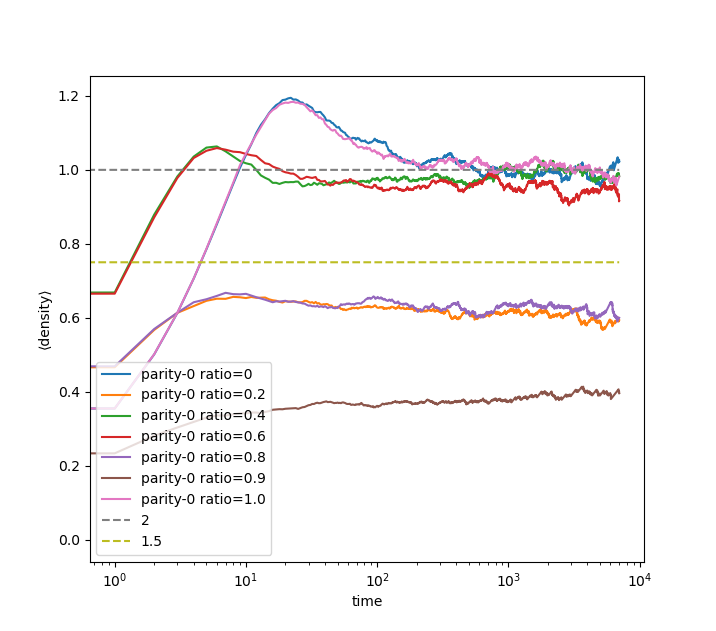 1.2
1.0
0.8
0.6
0.4
0.2
0.0
⟨density⟩
parity-0 ratio=0
parity-0 ratio=0.2
parity-0 ratio=0.4
parity-0 ratio=0.6
parity-0 ratio=0.8
parity-0 ratio=0.9
parity-0 ratio=1.0
2
1.5
10⁰ 10¹ 10² 10³ 10⁴
time